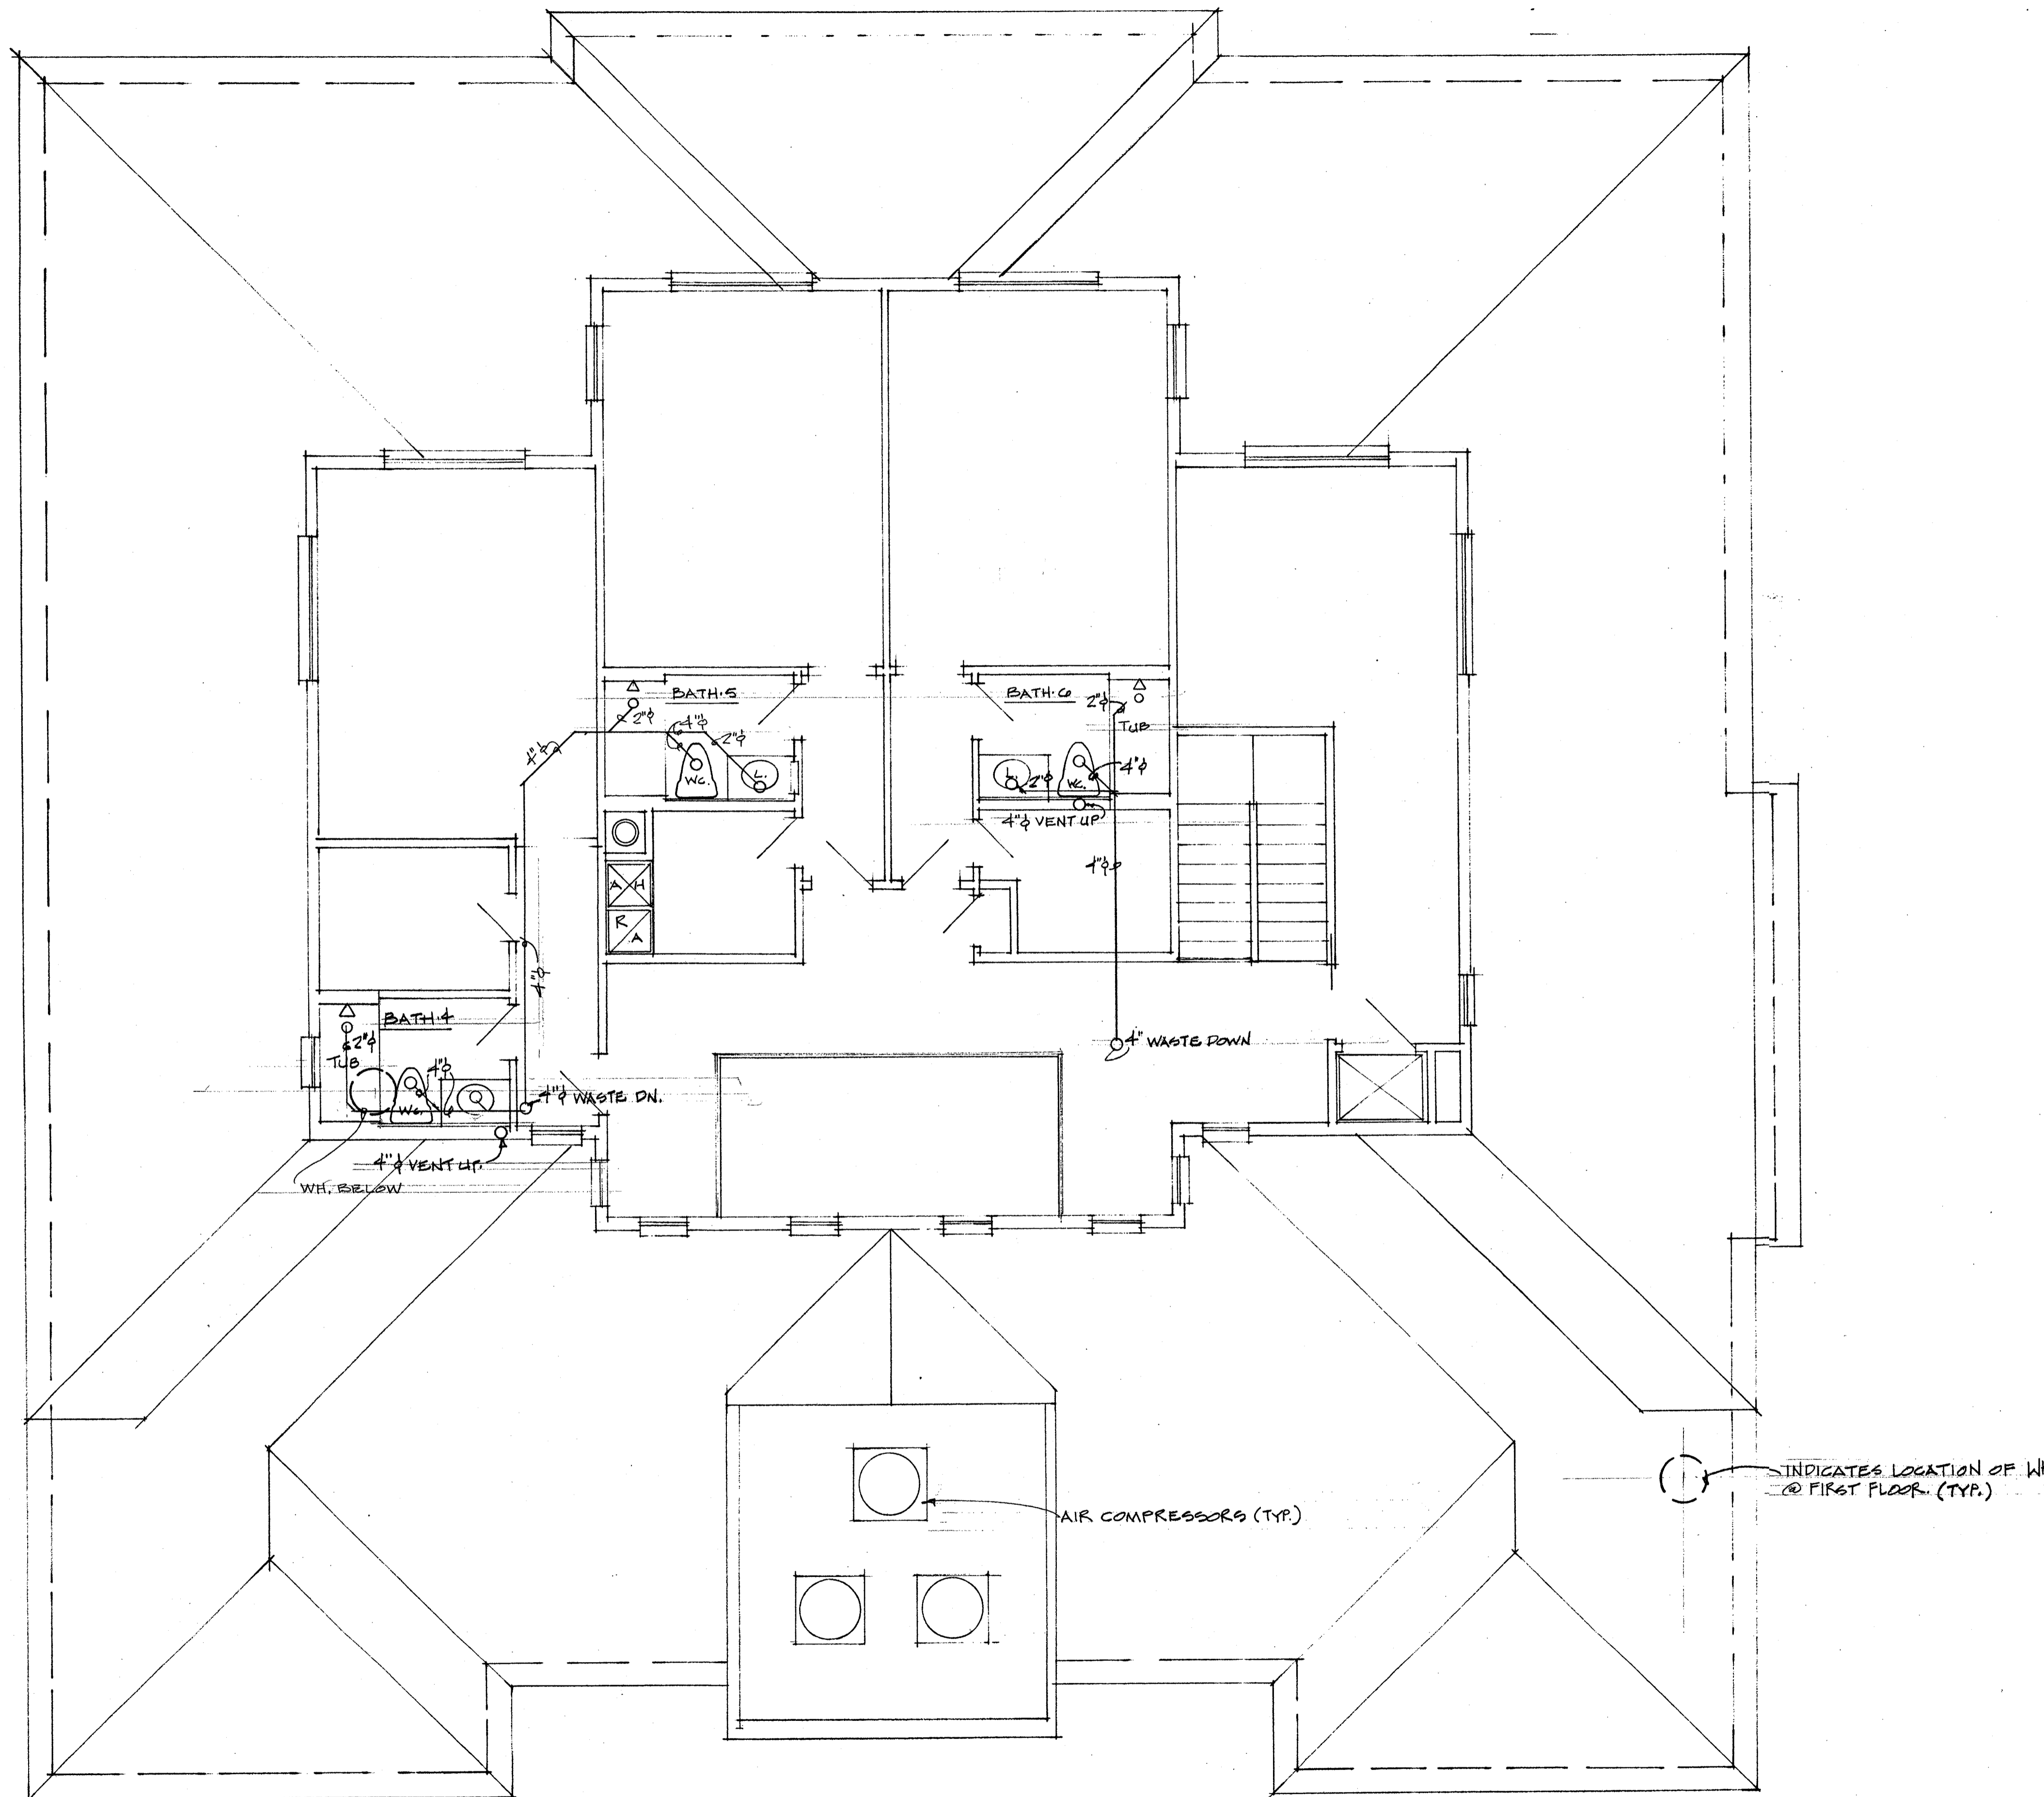 BATH·5
BATH·6
2"ϕ
4"ϕ
2"ϕ
2"ϕ
TUB
4"ϕ
WC.
L.
L.
2"ϕ
WC.
4"ϕ
4"ϕ VENT UP
4"ϕ
A H
R
A
4"ϕ
BATH·4
2"ϕ
TUB
4"ϕ
WC.
4" WASTE DOWN
4"ϕ WASTE DN.
4"ϕ VENT UP.
WH. BELOW
INDICATES LOCATION OF
@ FIRST FLOOR. (TYP.)
AIR COMPRESSORS (TYP.)